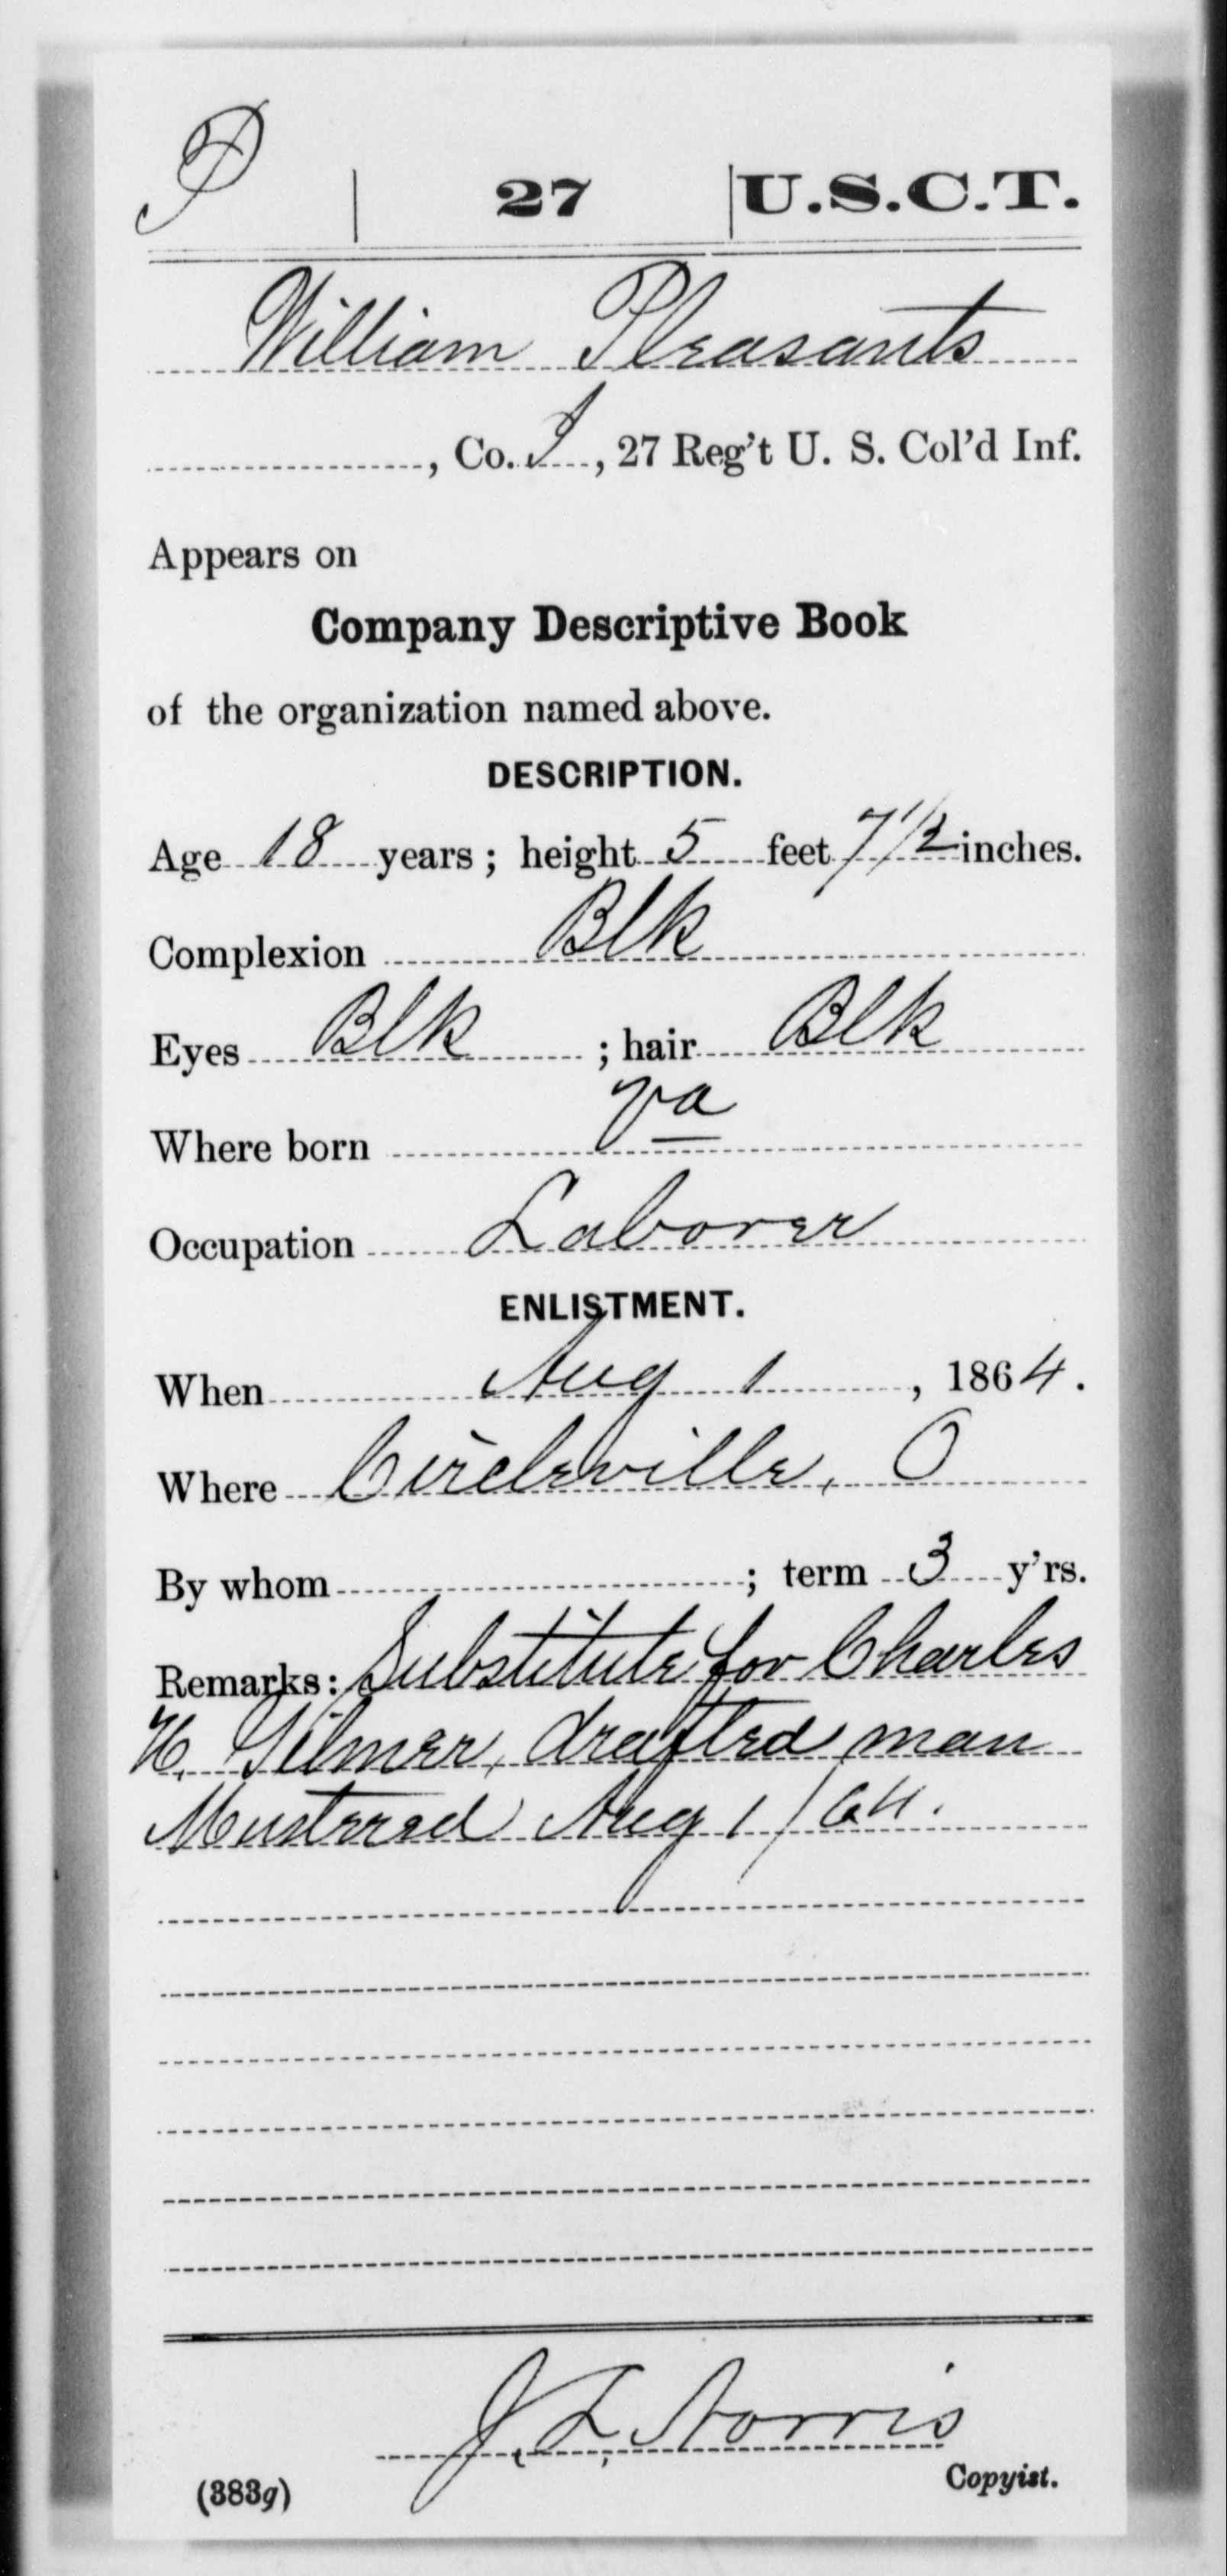 P | 27 | U.S.C.T.
William Pleasants
, Co. I, 27 Reg't U. S. Col'd Inf.
Appears on
Company Descriptive Book
of the organization named above.
DESCRIPTION.
Age 18 years; height 5 feet 7 1/2 inches.
Complexion Blk
Eyes Blk; hair Blk
Where born Va
Occupation Laborer
ENLISTMENT.
When Aug 1, 1864.
Where Circleville, O
By whom ; term 3 y'rs.
Remarks: Substitute for Charles
H. Gilmer, drafted man
Mustered Aug 1/64.
J. L. Norris
(383g) Copyist.